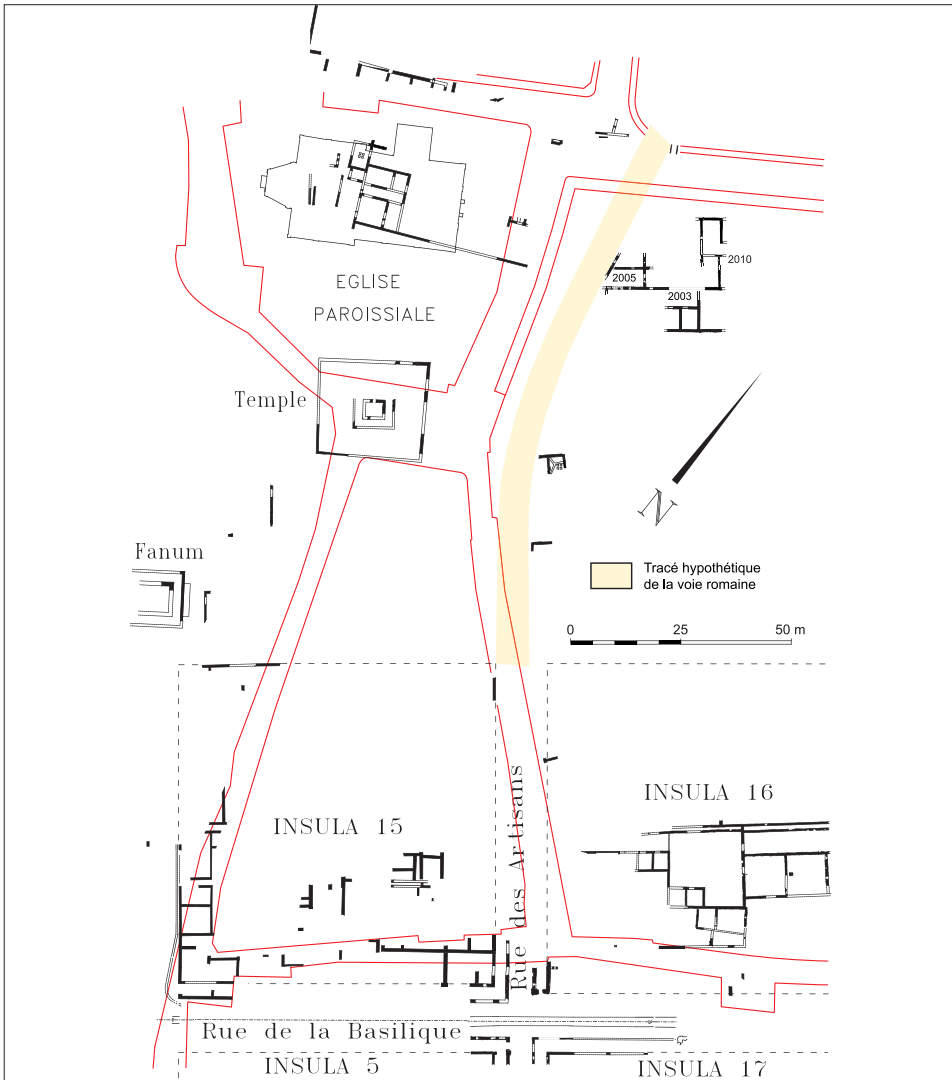 EGLISE
PAROISSIALE
2010
2005
2003
Temple
N
Fanum
Tracé hypothétique
de la voie romaine
0 25 50 m
INSULA 15
INSULA 16
Rue des Artisans
Rue de la Basilique
INSULA 5
INSULA 17